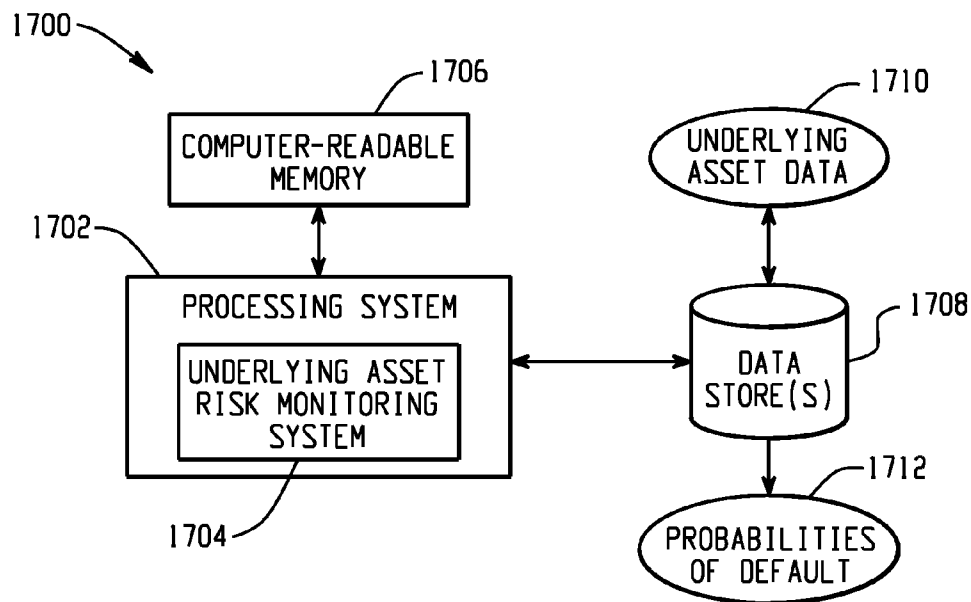 1700
1706
COMPUTER-READABLE
MEMORY
1710
UNDERLYING
ASSET DATA
1702
PROCESSING SYSTEM
UNDERLYING ASSET
RISK MONITORING
SYSTEM
1704
1708
DATA
STORE(S)
1712
PROBABILITIES
OF DEFAULT